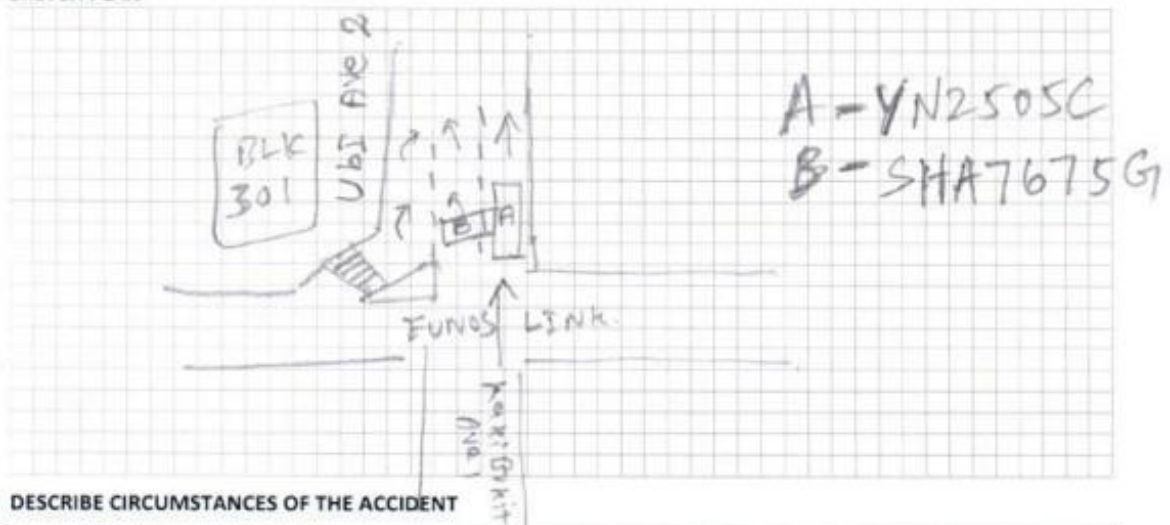 Ubi Ave 2
BLK
301
B
A
A - YN2505C
B - SHA7675G
EUNOS LINK.
Kaki Bukit
Ave 1
DESCRIBE CIRCUMSTANCES OF THE ACCIDENT